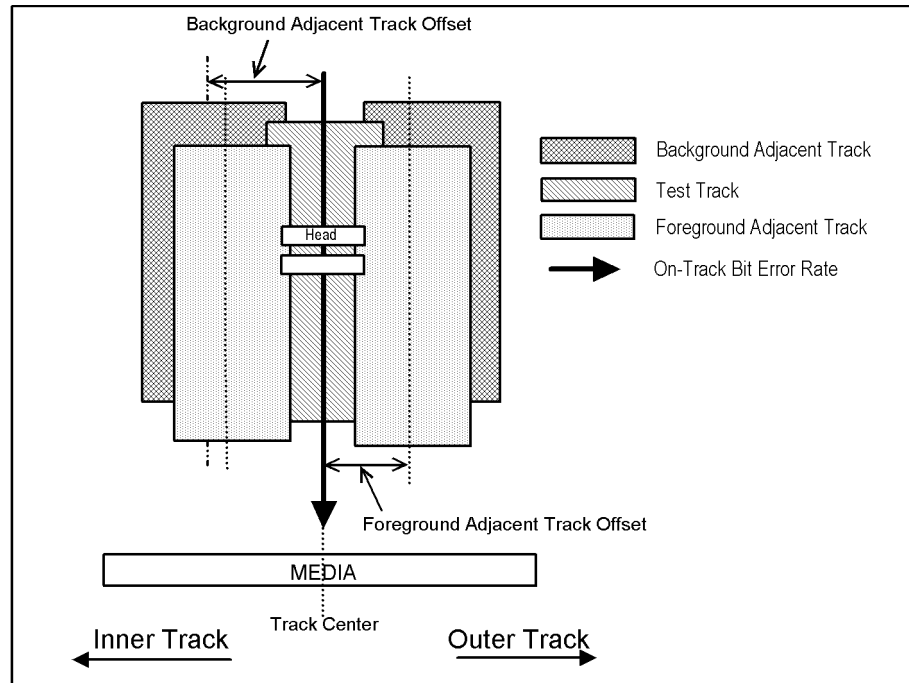 Background Adjacent Track Offset
Background Adjacent Track
Test Track
Foreground Adjacent Track
Head
On-Track Bit Error Rate
Foreground Adjacent Track Offset
MEDIA
Track Center
Inner Track
Outer Track